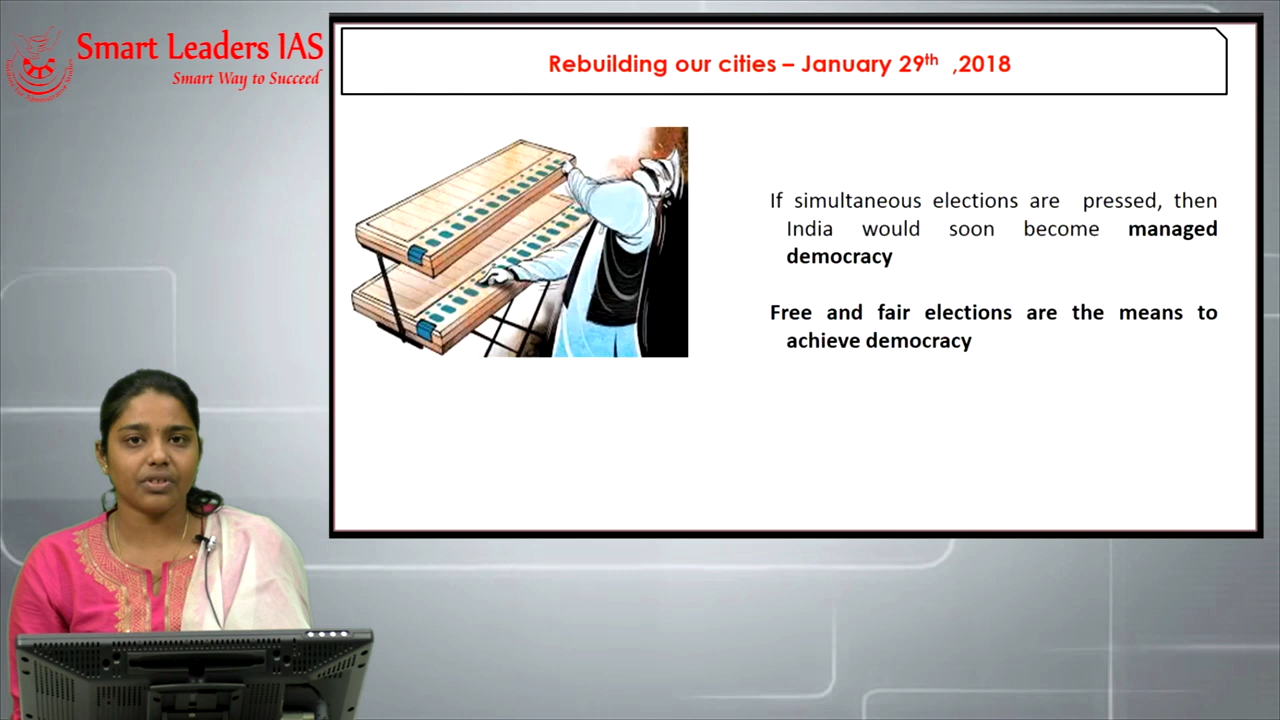 Smart Leaders IAS
Smart Way to Succeed
Rebuilding our cities – January 29th ,2018
If simultaneous elections are pressed, then
India would soon become managed
democracy
Free and fair elections are the means to
achieve democracy